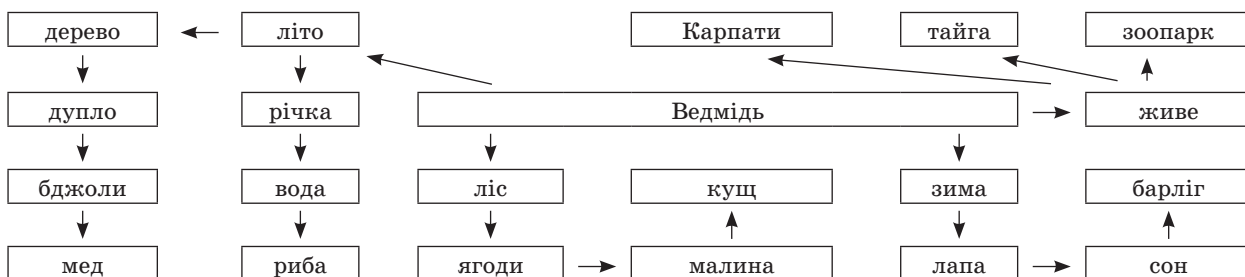 дерево літо Карпати тайга зоопарк
дупло річка Ведмідь живе
бджоли вода ліс кущ зима барліг
мед риба ягоди малина лапа сон